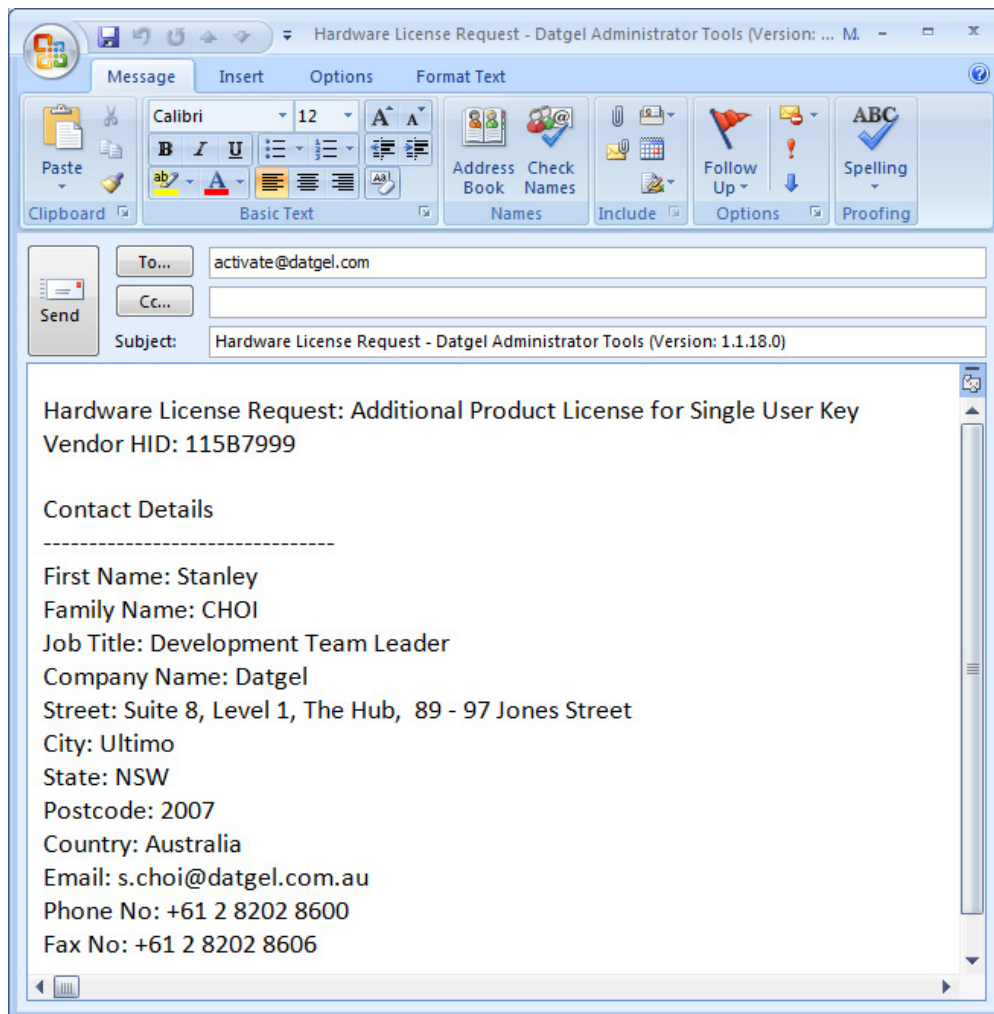 Hardware License Request - Datgel Administrator Tools (Version: ... M.
Message Insert Options Format Text
Calibri 12 A A
B I U
ab A Aa
Paste
Address Book
Check Names
Follow Up
ABC
Spelling
Clipboard Basic Text Names Include Options Proofing
To... activate@datgel.com
Cc...
Send
Subject: Hardware License Request - Datgel Administrator Tools (Version: 1.1.18.0)
Hardware License Request: Additional Product License for Single User Key
Vendor HID: 115B7999
Contact Details
--------------------------------
First Name: Stanley
Family Name: CHOI
Job Title: Development Team Leader
Company Name: Datgel
Street: Suite 8, Level 1, The Hub,  89 - 97 Jones Street
City: Ultimo
State: NSW
Postcode: 2007
Country: Australia
Email: s.choi@datgel.com.au
Phone No: +61 2 8202 8600
Fax No: +61 2 8202 8606